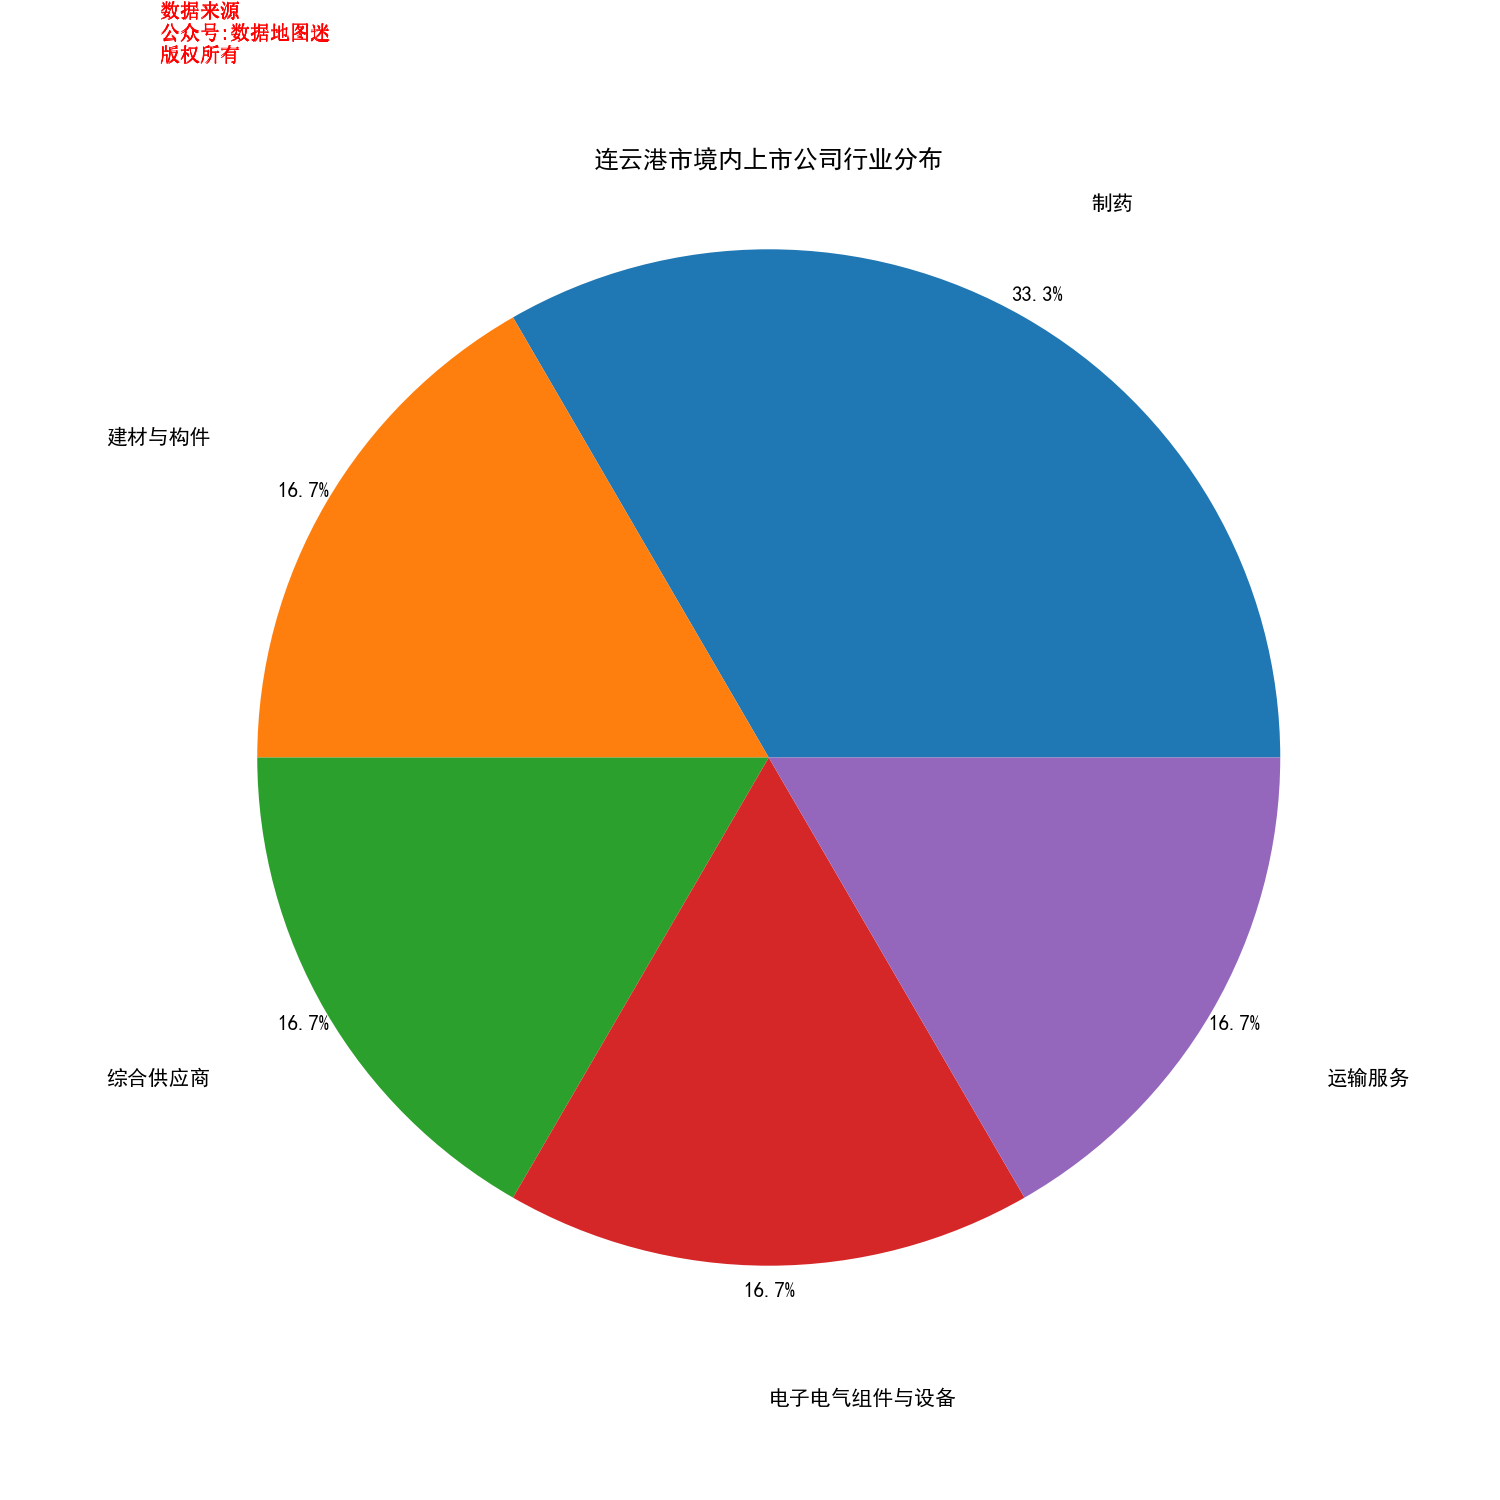 数据来源
公众号:数据地图迷
版权所有
连云港市境内上市公司行业分布
制药
33.3%
建材与构件
16.7%
16.7%
综合供应商
16.7%
运输服务
16.7%
电子电气组件与设备